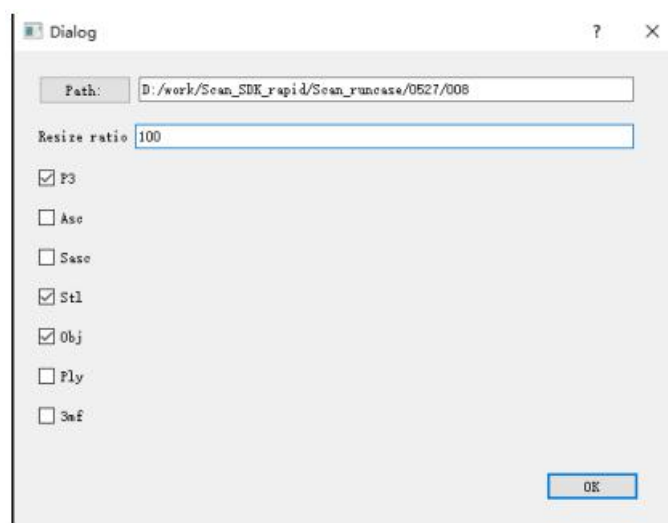 Dialog ? ×
Path: D:/work/Scan_SDK_rapid/Scan_runcase/0527/008
Resize ratio 100
P3
Asc
Sasc
Stl
Obj
Ply
3mf
OK